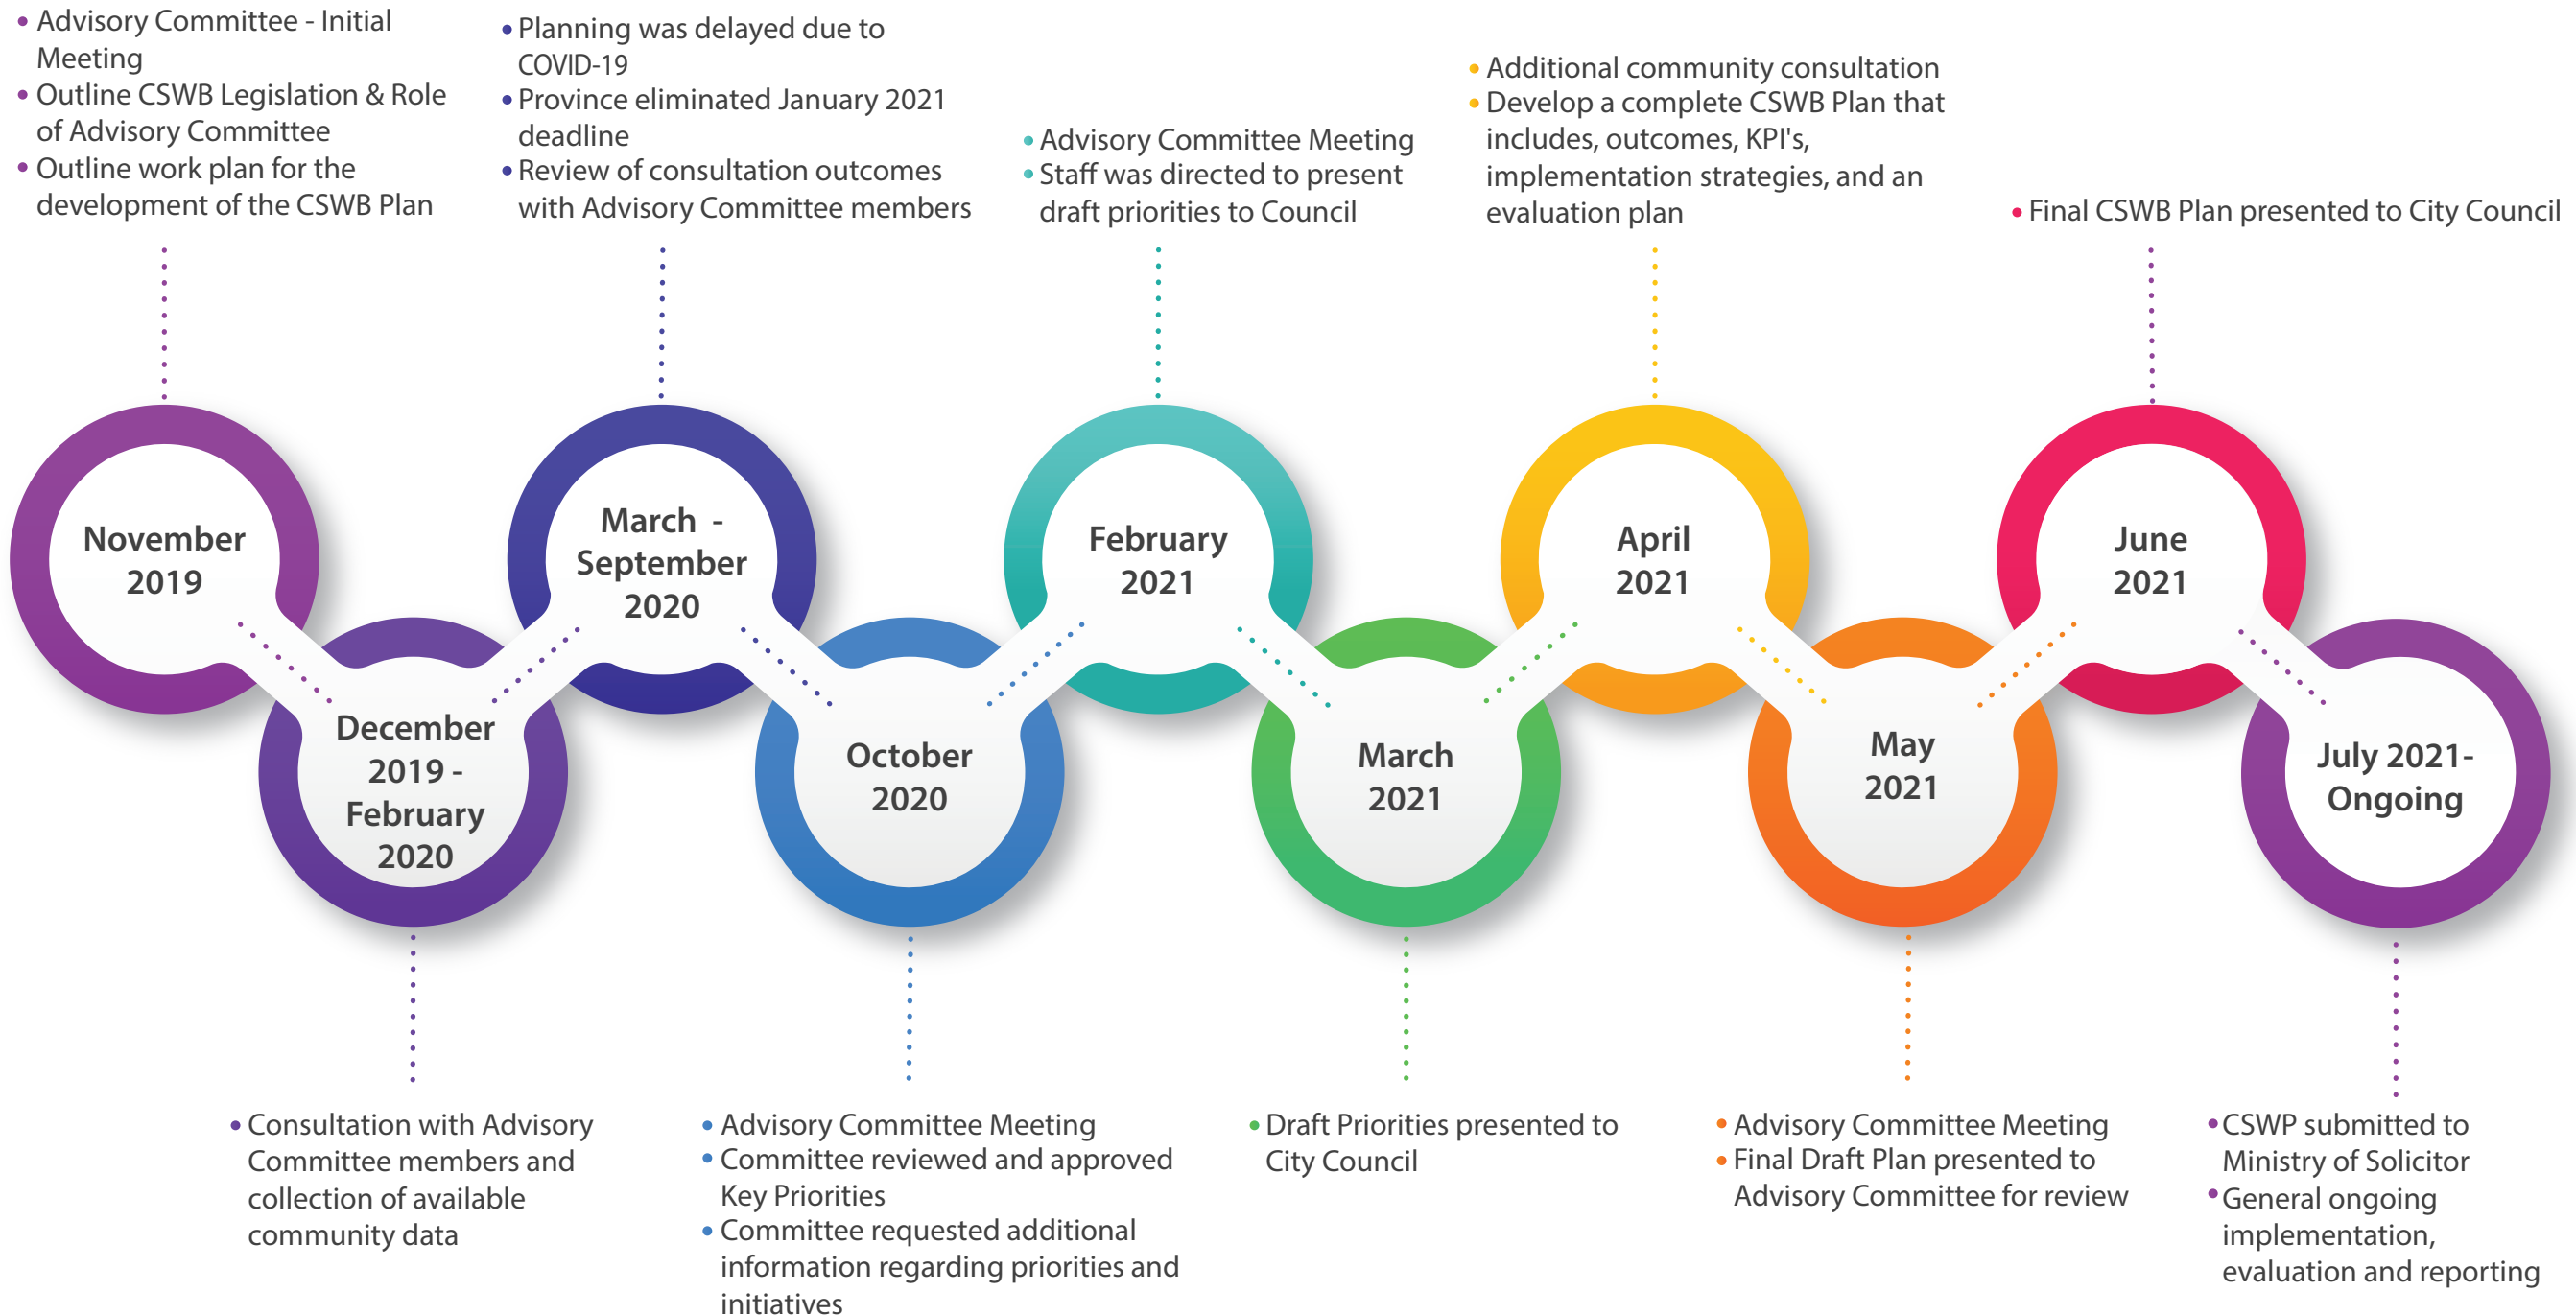 • Advisory Committee - Initial
Meeting
• Outline CSWB Legislation & Role
of Advisory Committee
• Outline work plan for the
development of the CSWB Plan
• Planning was delayed due to
COVID-19
• Province eliminated January 2021
deadline
• Review of consultation outcomes
with Advisory Committee members
• Advisory Committee Meeting
• Staff was directed to present
draft priorities to Council
• Additional community consultation
• Develop a complete CSWB Plan that
includes, outcomes, KPI's,
implementation strategies, and an
evaluation plan
• Final CSWB Plan presented to City Council
November
2019
December
2019 -
February
2020
March -
September
2020
October
2020
February
2021
March
2021
April
2021
May
2021
June
2021
July 2021-
Ongoing
• Consultation with Advisory
Committee members and
collection of available
community data
• Advisory Committee Meeting
• Committee reviewed and approved
Key Priorities
• Committee requested additional
information regarding priorities and
initiatives
• Draft Priorities presented to
City Council
• Advisory Committee Meeting
• Final Draft Plan presented to
Advisory Committee for review
• CSWP submitted to
Ministry of Solicitor
• General ongoing
implementation,
evaluation and reporting